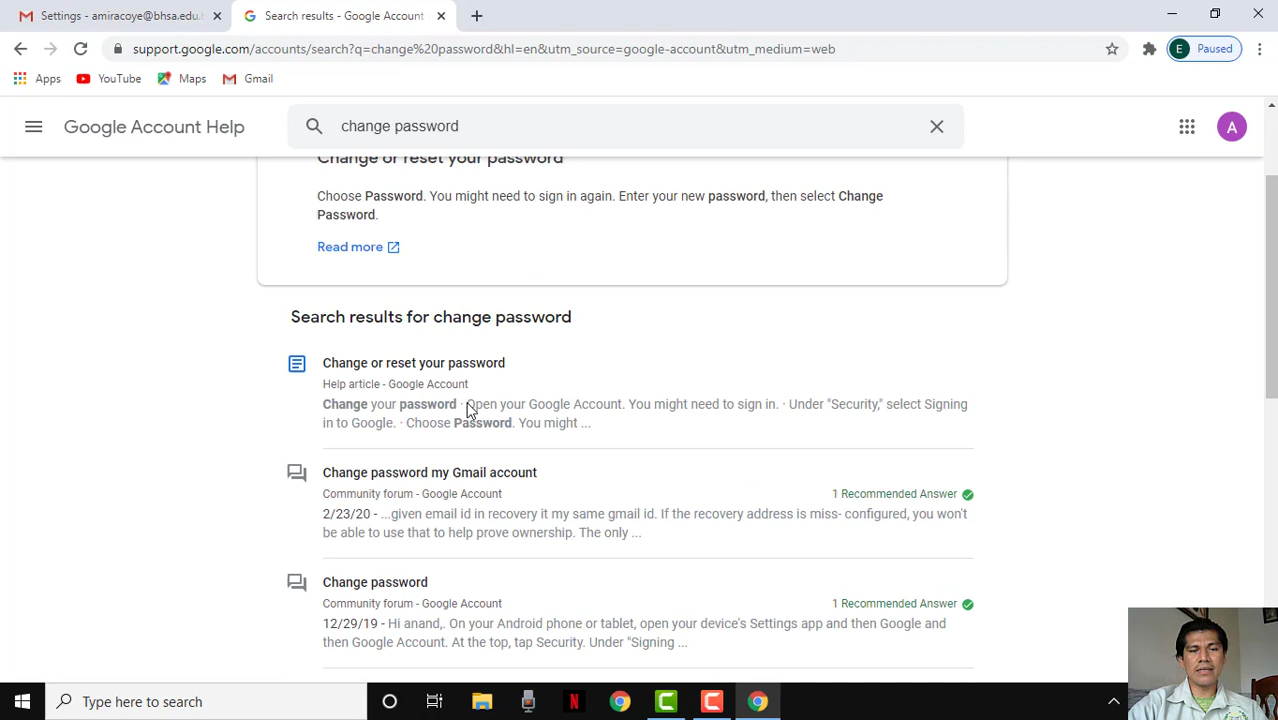 Settings - amiracoye@bhsa.edu.b
Search results - Google Account
support.google.com/accounts/search?q=change%20password&hl=en&utm_source=google-account&utm_medium=web
E Paused
Apps YouTube Maps Gmail
Google Account Help
change password
A
Change or reset your password
Choose Password. You might need to sign in again. Enter your new password, then select Change
Password.
Read more
Search results for change password
Change or reset your password
Help article - Google Account
Change your password · Open your Google Account. You might need to sign in. · Under "Security," select Signing
in to Google. · Choose Password. You might ...
Change password my Gmail account
Community forum - Google Account 1 Recommended Answer
2/23/20 - ...given email id in recovery it my same gmail id. If the recovery address is miss- configured, you won't
be able to use that to help prove ownership. The only ...
Change password
Community forum - Google Account 1 Recommended Answer
12/29/19 - Hi anand,. On your Android phone or tablet, open your device's Settings app and then Google and
then Google Account. At the top, tap Security. Under "Signing ...
Type here to search